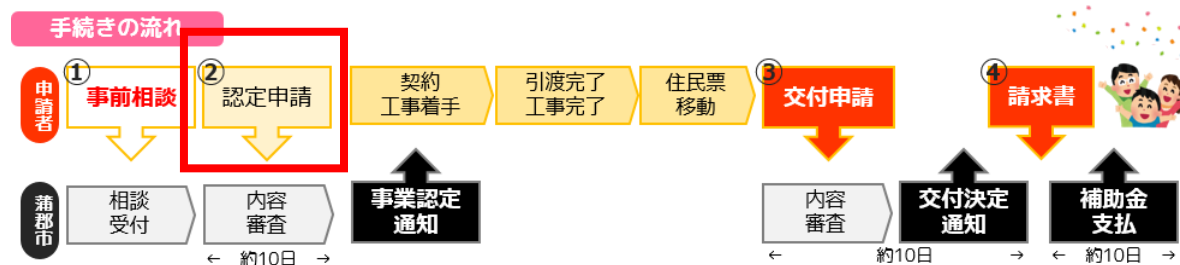 手続きの流れ
申請者
①
事前相談
②
認定申請
契約
工事着手
引渡完了
工事完了
住民票
移動
③
交付申請
④
請求書
蒲郡市
相談
受付
内容
審査
← 約10日 →
事業認定
通知
内容
審査
交付決定
通知
← 約10日 →
補助金
支払
← 約10日 →